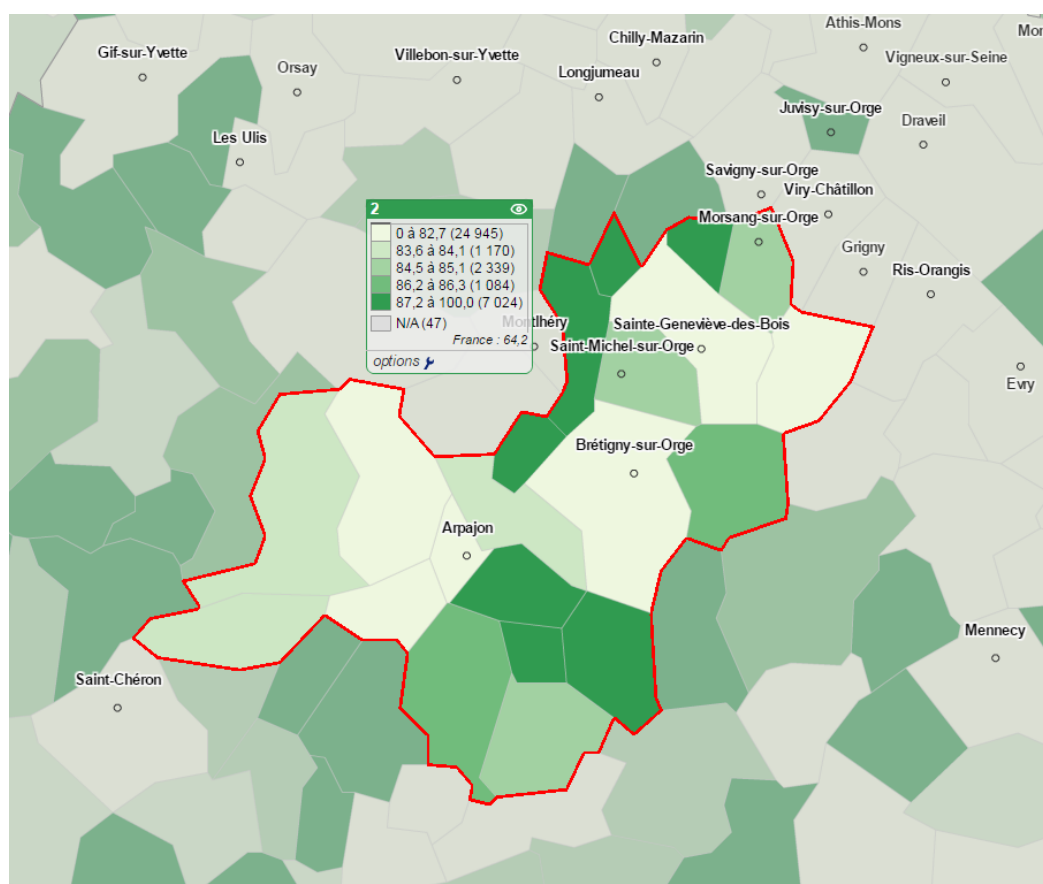 Athis-Mons
Mor
Chilly-Mazarin
Gif-sur-Yvette
Villebon-sur-Yvette
Vigneux-sur-Seine
Orsay
Longjumeau
Juvisy-sur-Orge
Draveil
Les Ulis
Savigny-sur-Orge
Viry-Châtillon
2
Morsang-sur-Orge
0 à 82,7 (24 945)
83,6 à 84,1 (1 170)
84,5 à 85,1 (2 339)
86,2 à 86,3 (1 084)
87,2 à 100,0 (7 024)
N/A (47)
France : 64,2
options
Grigny
Ris-Orangis
Montlhéry
Sainte-Geneviève-des-Bois
Saint-Michel-sur-Orge
Evry
Brétigny-sur-Orge
Arpajon
Mennecy
Saint-Chéron